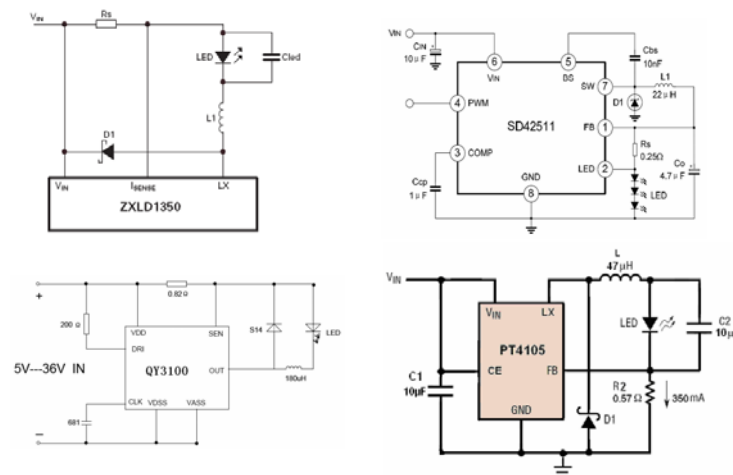 VIN
Rs
LED
Cled
L1
D1
VIN
ISENSE
LX
ZXLD1350
VIN
CIN
10μF
Cbs
10nF
6
5
VIN
BS
SW
7
L1
22μH
D1
4
PWM
SD42511
FB
1
Rs
0.25Ω
3
COMP
LED
2
Co
4.7μF
Ccp
1μF
GND
8
LED
+
0.82Ω
200 Ω
VDD
SEN
S14
LED
DRI
5V---36V IN
QY3100
OUT
180uH
CLK
VDSS
VASS
681
−
L
47μH
VIN
VIN
LX
LED
C2
10μ
PT4105
C1
10μF
CE
FB
R2
0.57Ω
350mA
GND
D1